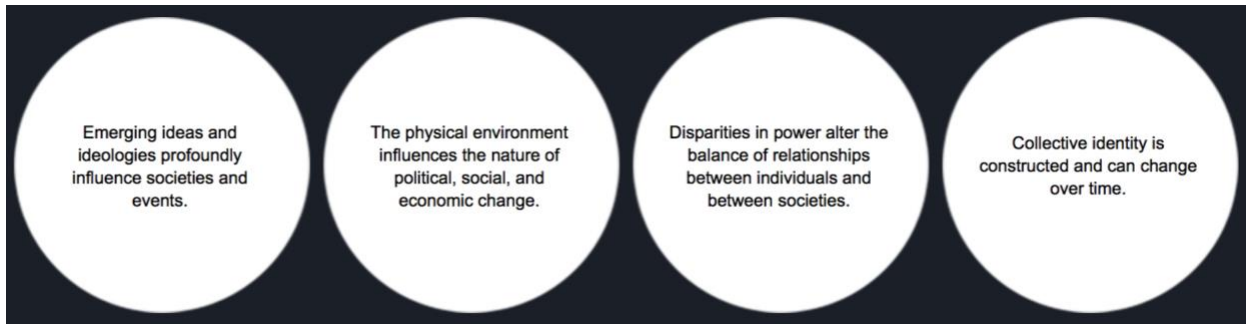 Emerging ideas and
ideologies profoundly
influence societies and
events.
The physical environment
influences the nature of
political, social, and
economic change.
Disparities in power alter the
balance of relationships
between individuals and
between societies.
Collective identity is
constructed and can change
over time.